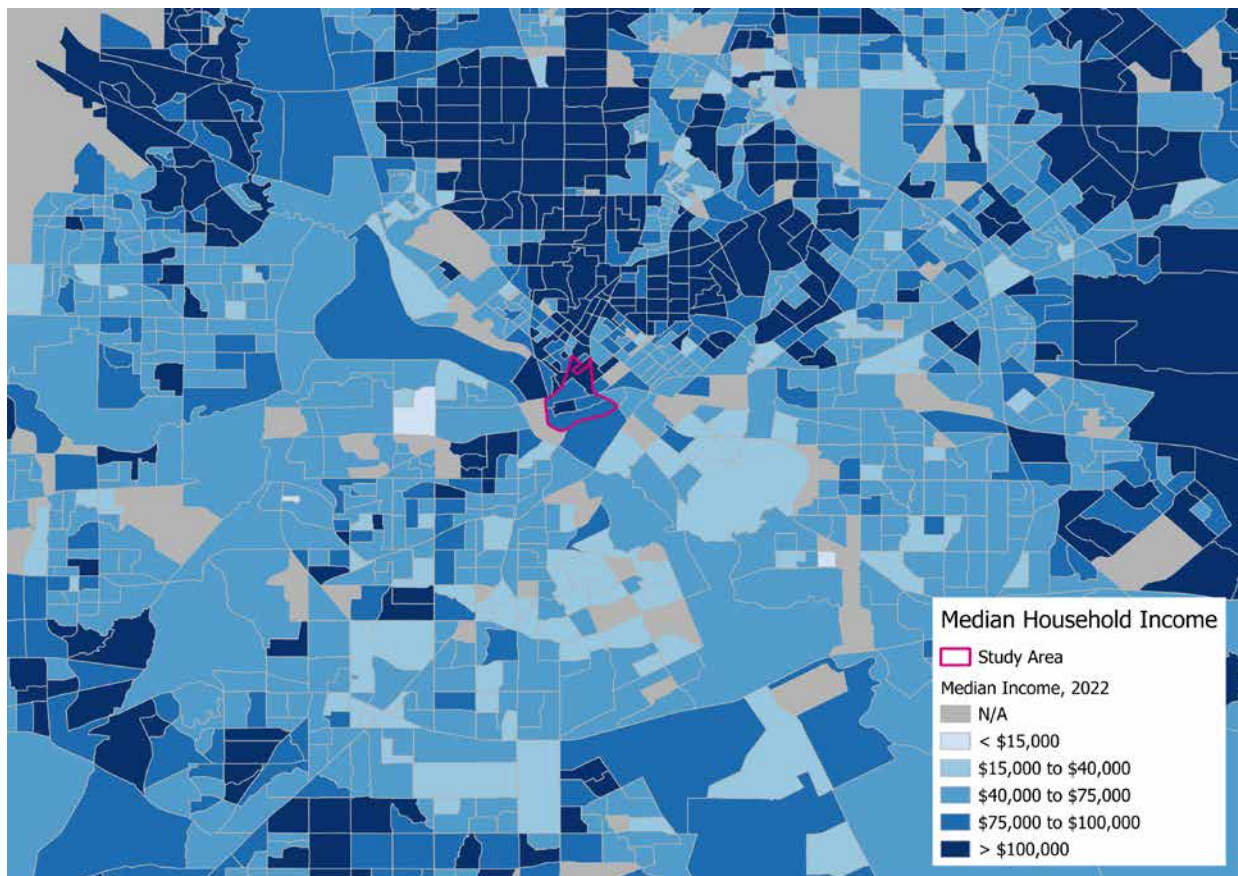 Median Household Income
Study Area
Median Income, 2022
N/A
< $15,000
$15,000 to $40,000
$40,000 to $75,000
$75,000 to $100,000
> $100,000